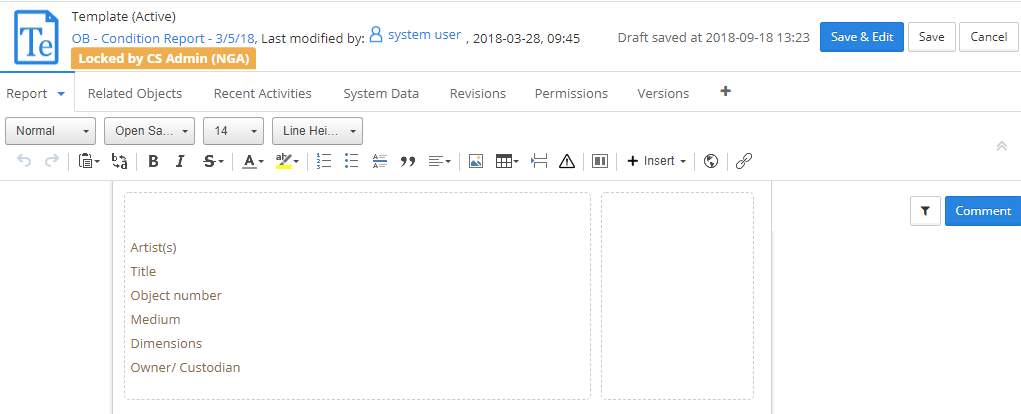 Te
Template (Active)
OB - Condition Report - 3/5/18, Last modified by: system user , 2018-03-28, 09:45
Locked by CS Admin (NGA)
Draft saved at 2018-09-18 13:23
Save & Edit
Save
Cancel
Report
Related Objects
Recent Activities
System Data
Revisions
Permissions
Versions
Normal
Open Sa...
14
Line Hei...
B I S A ab
Insert
Comment
Artist(s)
Title
Object number
Medium
Dimensions
Owner/ Custodian